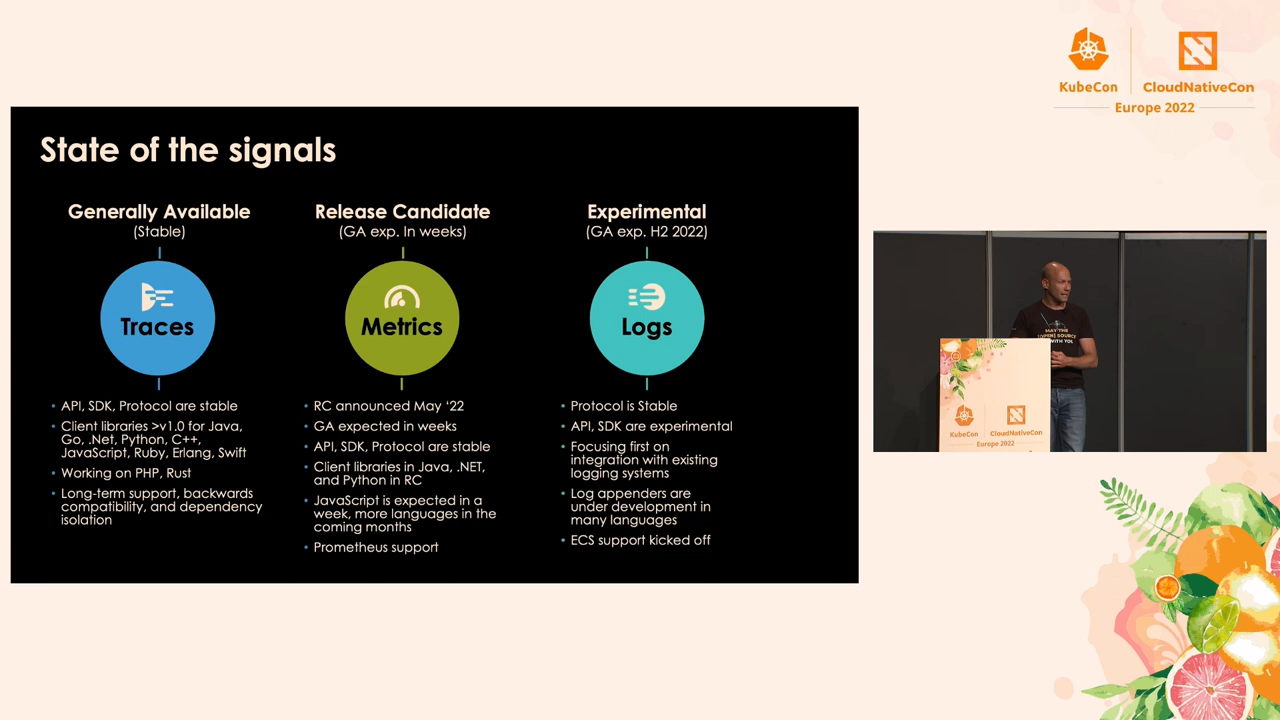 KubeCon
CloudNativeCon
Europe 2022
State of the signals
Generally Available
(Stable)
Traces
• API, SDK, Protocol are stable
• Client libraries >v1.0 for Java,
Go, .Net, Python, C++,
JavaScript, Ruby, Erlang, Swift
• Working on PHP, Rust
• Long-term support, backwards
compatibility, and dependency
isolation
Release Candidate
(GA exp. In weeks)
Metrics
• RC announced May ‘22
• GA expected in weeks
• API, SDK, Protocol are stable
• Client libraries in Java, .NET,
and Python in RC
• JavaScript is expected in a
week, more languages in the
coming months
• Prometheus support
Experimental
(GA exp. H2 2022)
Logs
• Protocol is Stable
• API, SDK are experimental
• Focusing first on
integration with existing
logging systems
• Log appenders are
under development in
many languages
• ECS support kicked off
MAY THE
[OPEN] SOURCE
WITH YOU
KubeCon
CloudNativeCon
Europe 2022